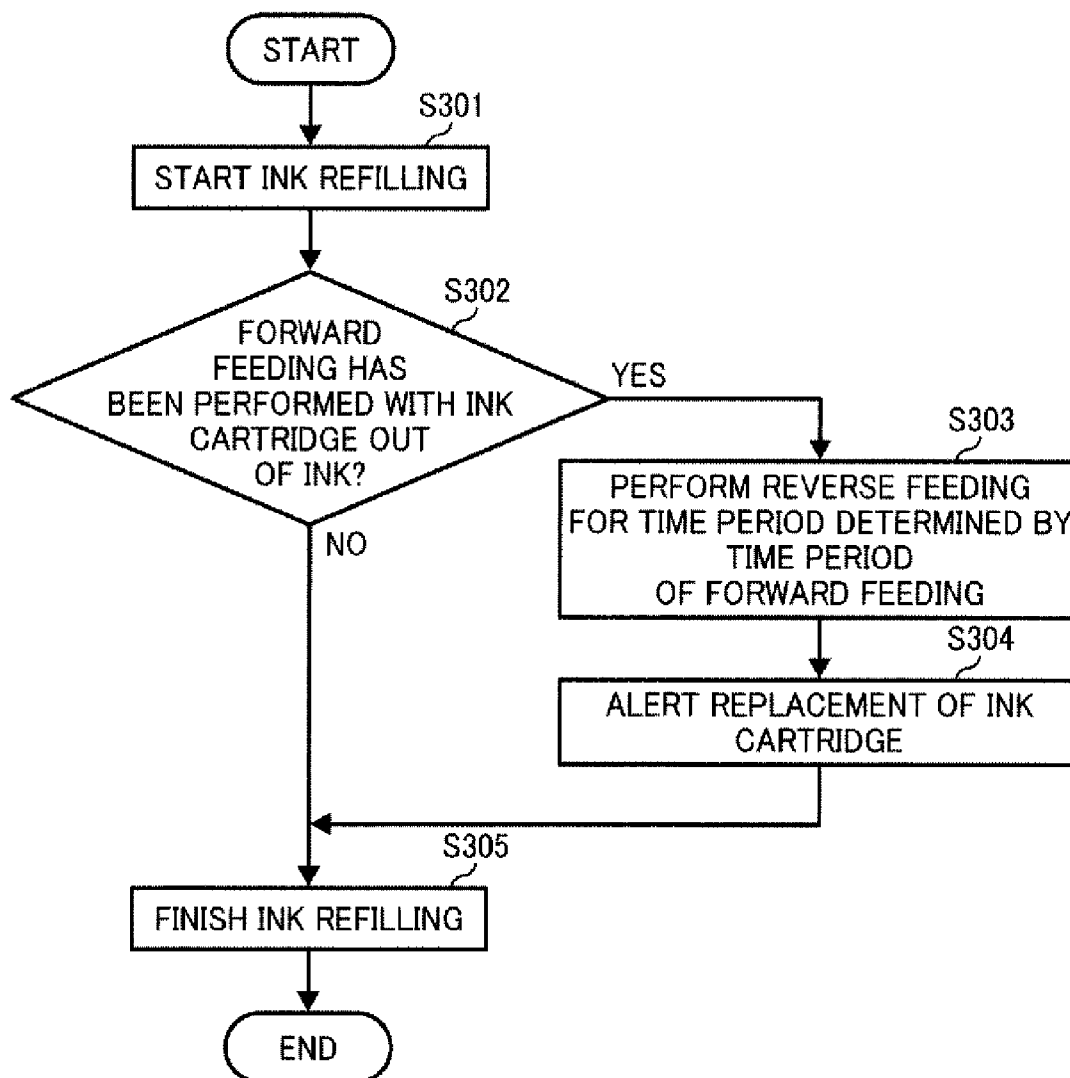 START
S301
START INK REFILLING
S302
FORWARD
FEEDING HAS
BEEN PERFORMED WITH INK
CARTRIDGE OUT
OF INK?
YES
NO
S303
PERFORM REVERSE FEEDING
FOR TIME PERIOD DETERMINED BY
TIME PERIOD
OF FORWARD FEEDING
S304
ALERT REPLACEMENT OF INK
CARTRIDGE
S305
FINISH INK REFILLING
END